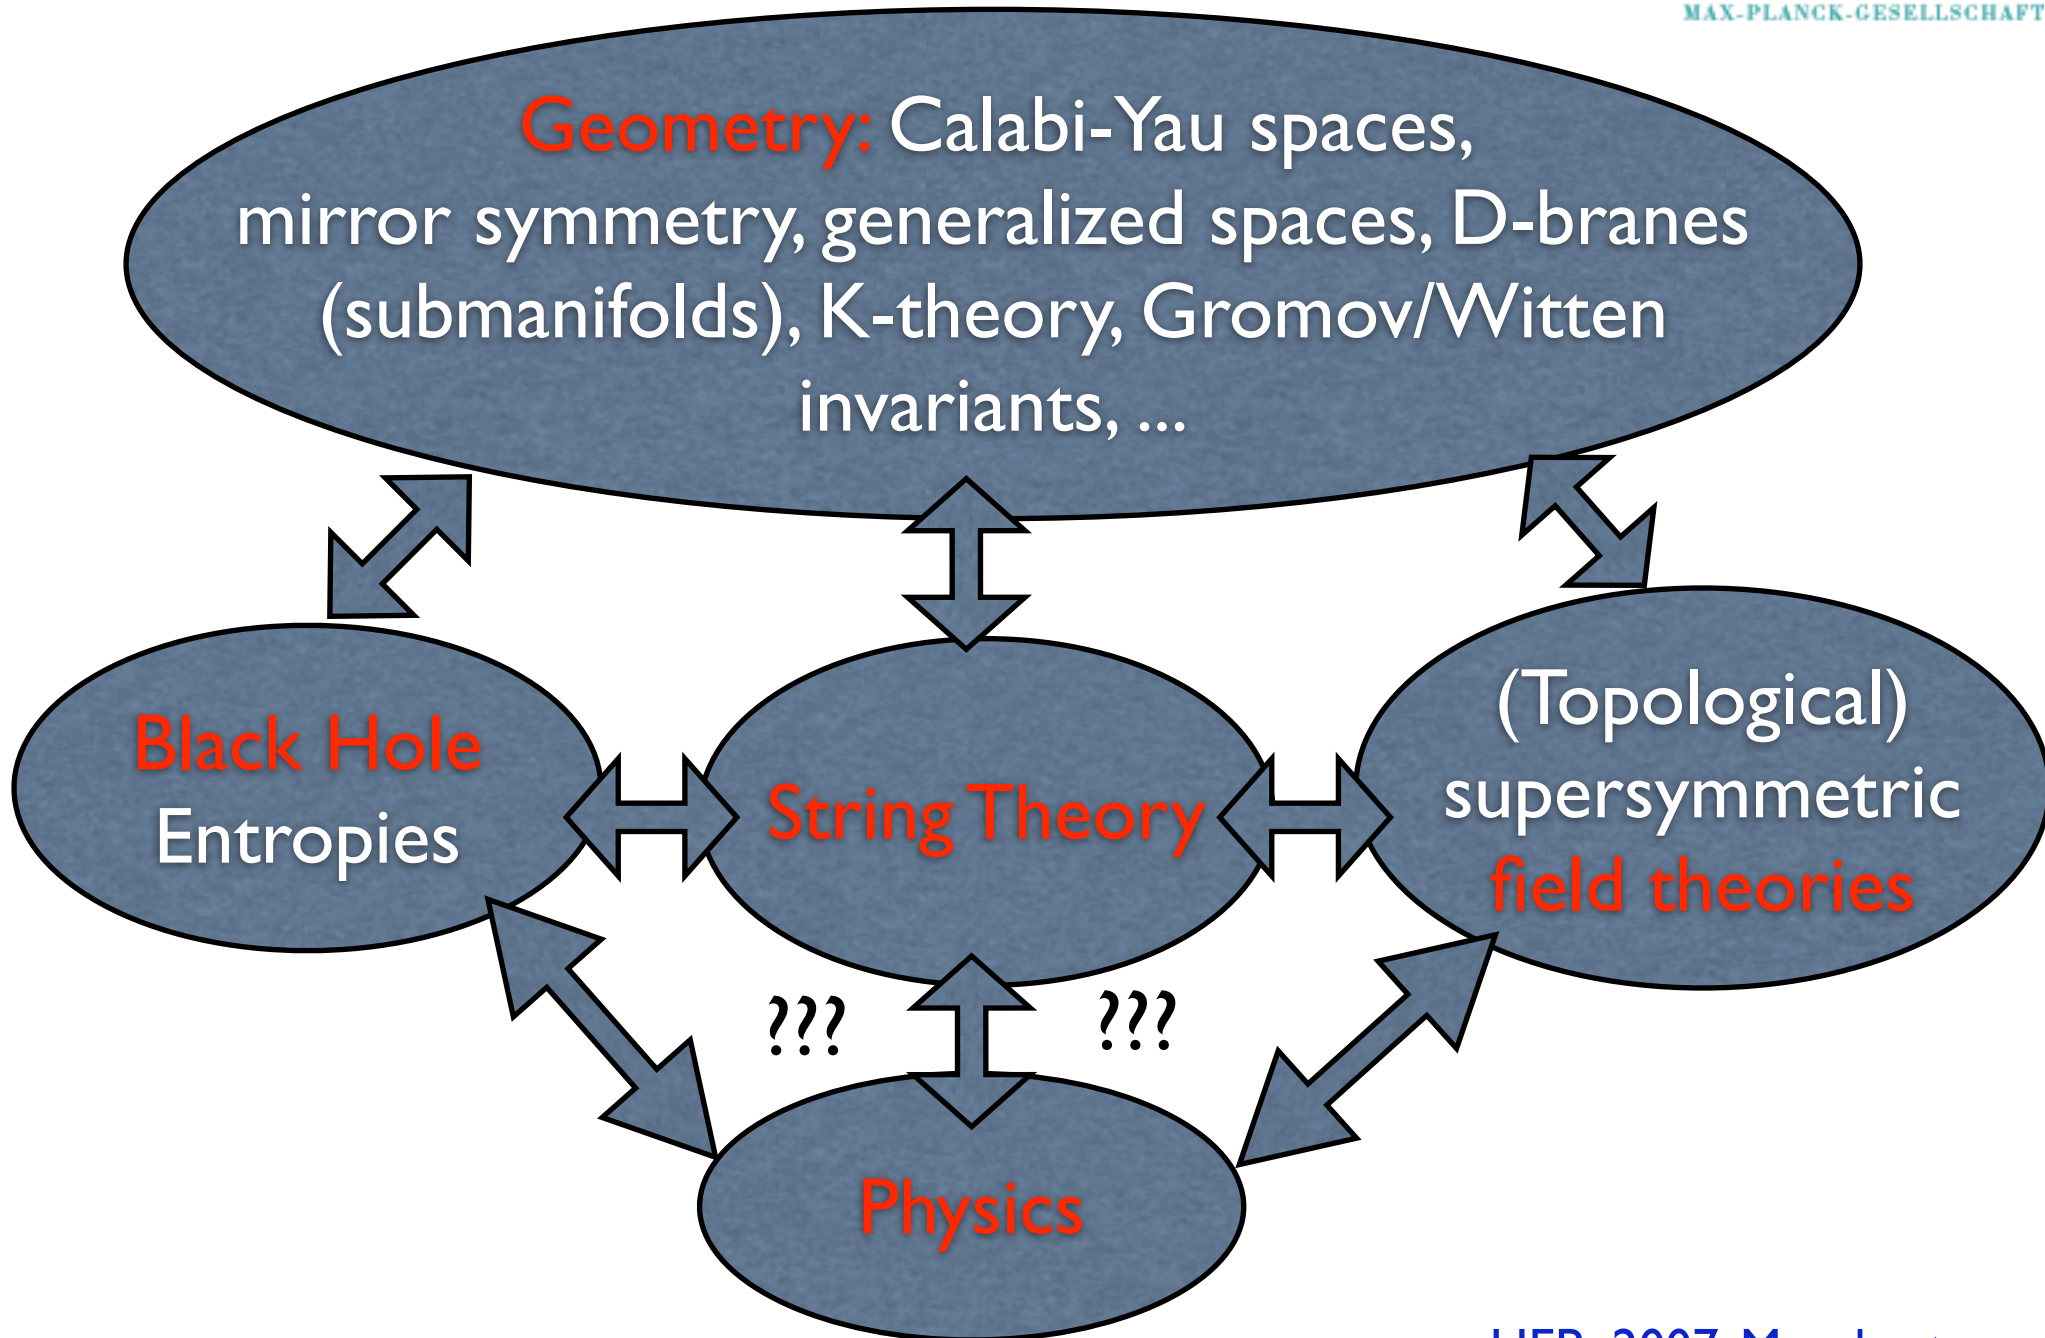 MAX-PLANCK-GESELLSCHAFT
Geometry: Calabi-Yau spaces,
mirror symmetry, generalized spaces, D-branes
(submanifolds), K-theory, Gromov/Witten
invariants, ...
Black Hole
Entropies
String Theory
(Topological)
supersymmetric
field theories
??? ???
Physics